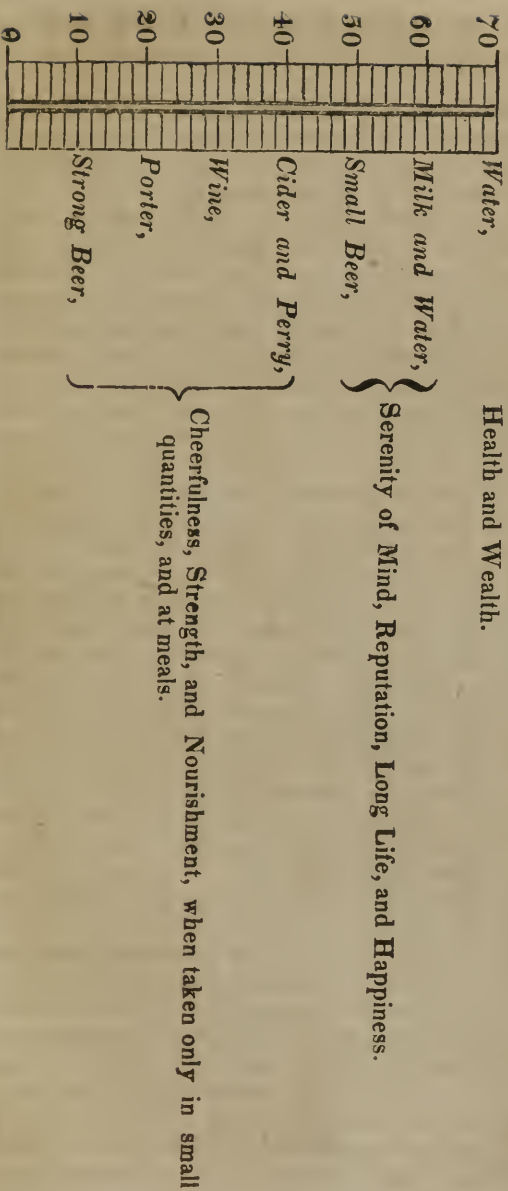 70 Water, Health and Wealth.
60 Milk and Water,
Serenity of Mind, Reputation, Long Life, and Happiness.
50 Small Beer,
40 Cider and Perry,
30 Wine,
Cheerfulness, Strength, and Nourishment, when taken only in small
quantities, and at meals.
20 Porter,
10 Strong Beer,
0